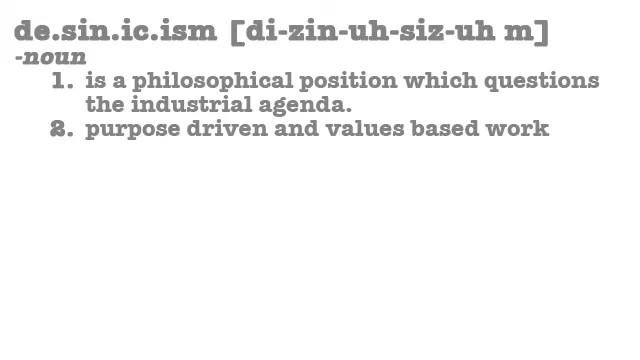 de.sin.ic.ism [di-zin-uh-siz-uh m]
-noun
1. is a philosophical position which questions
the industrial agenda.
2. purpose driven and values based work